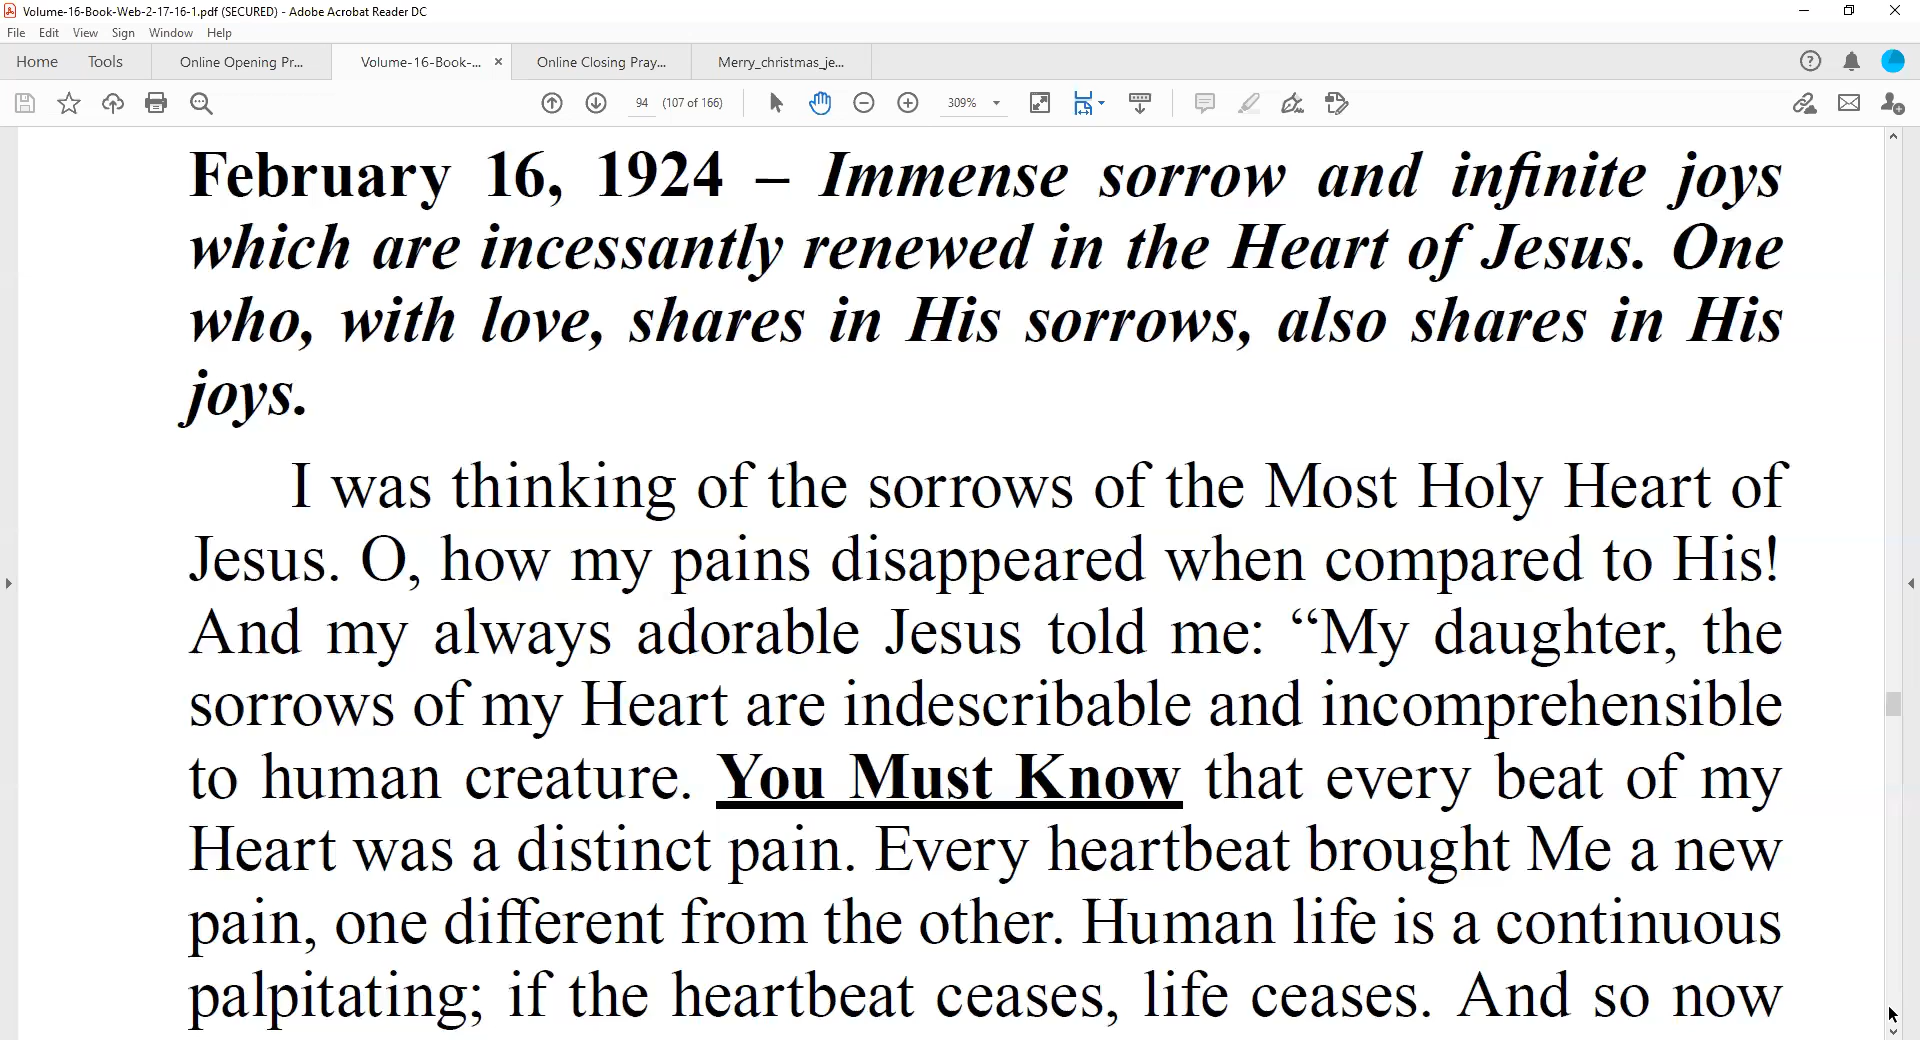 Volume-16-Book-Web-2-17-16-1.pdf (SECURED) - Adobe Acrobat Reader DC
File Edit View Sign Window Help
Home Tools Online Opening Pr... Volume-16-Book-... × Online Closing Pray... Merry_christmas_je...
94 (107 of 166) 309%
February 16, 1924 – Immense sorrow and infinite joys
which are incessantly renewed in the Heart of Jesus. One
who, with love, shares in His sorrows, also shares in His
joys.
I was thinking of the sorrows of the Most Holy Heart of
Jesus. O, how my pains disappeared when compared to His!
And my always adorable Jesus told me: “My daughter, the
sorrows of my Heart are indescribable and incomprehensible
to human creature. You Must Know that every beat of my
Heart was a distinct pain. Every heartbeat brought Me a new
pain, one different from the other. Human life is a continuous
palpitating; if the heartbeat ceases, life ceases. And so now